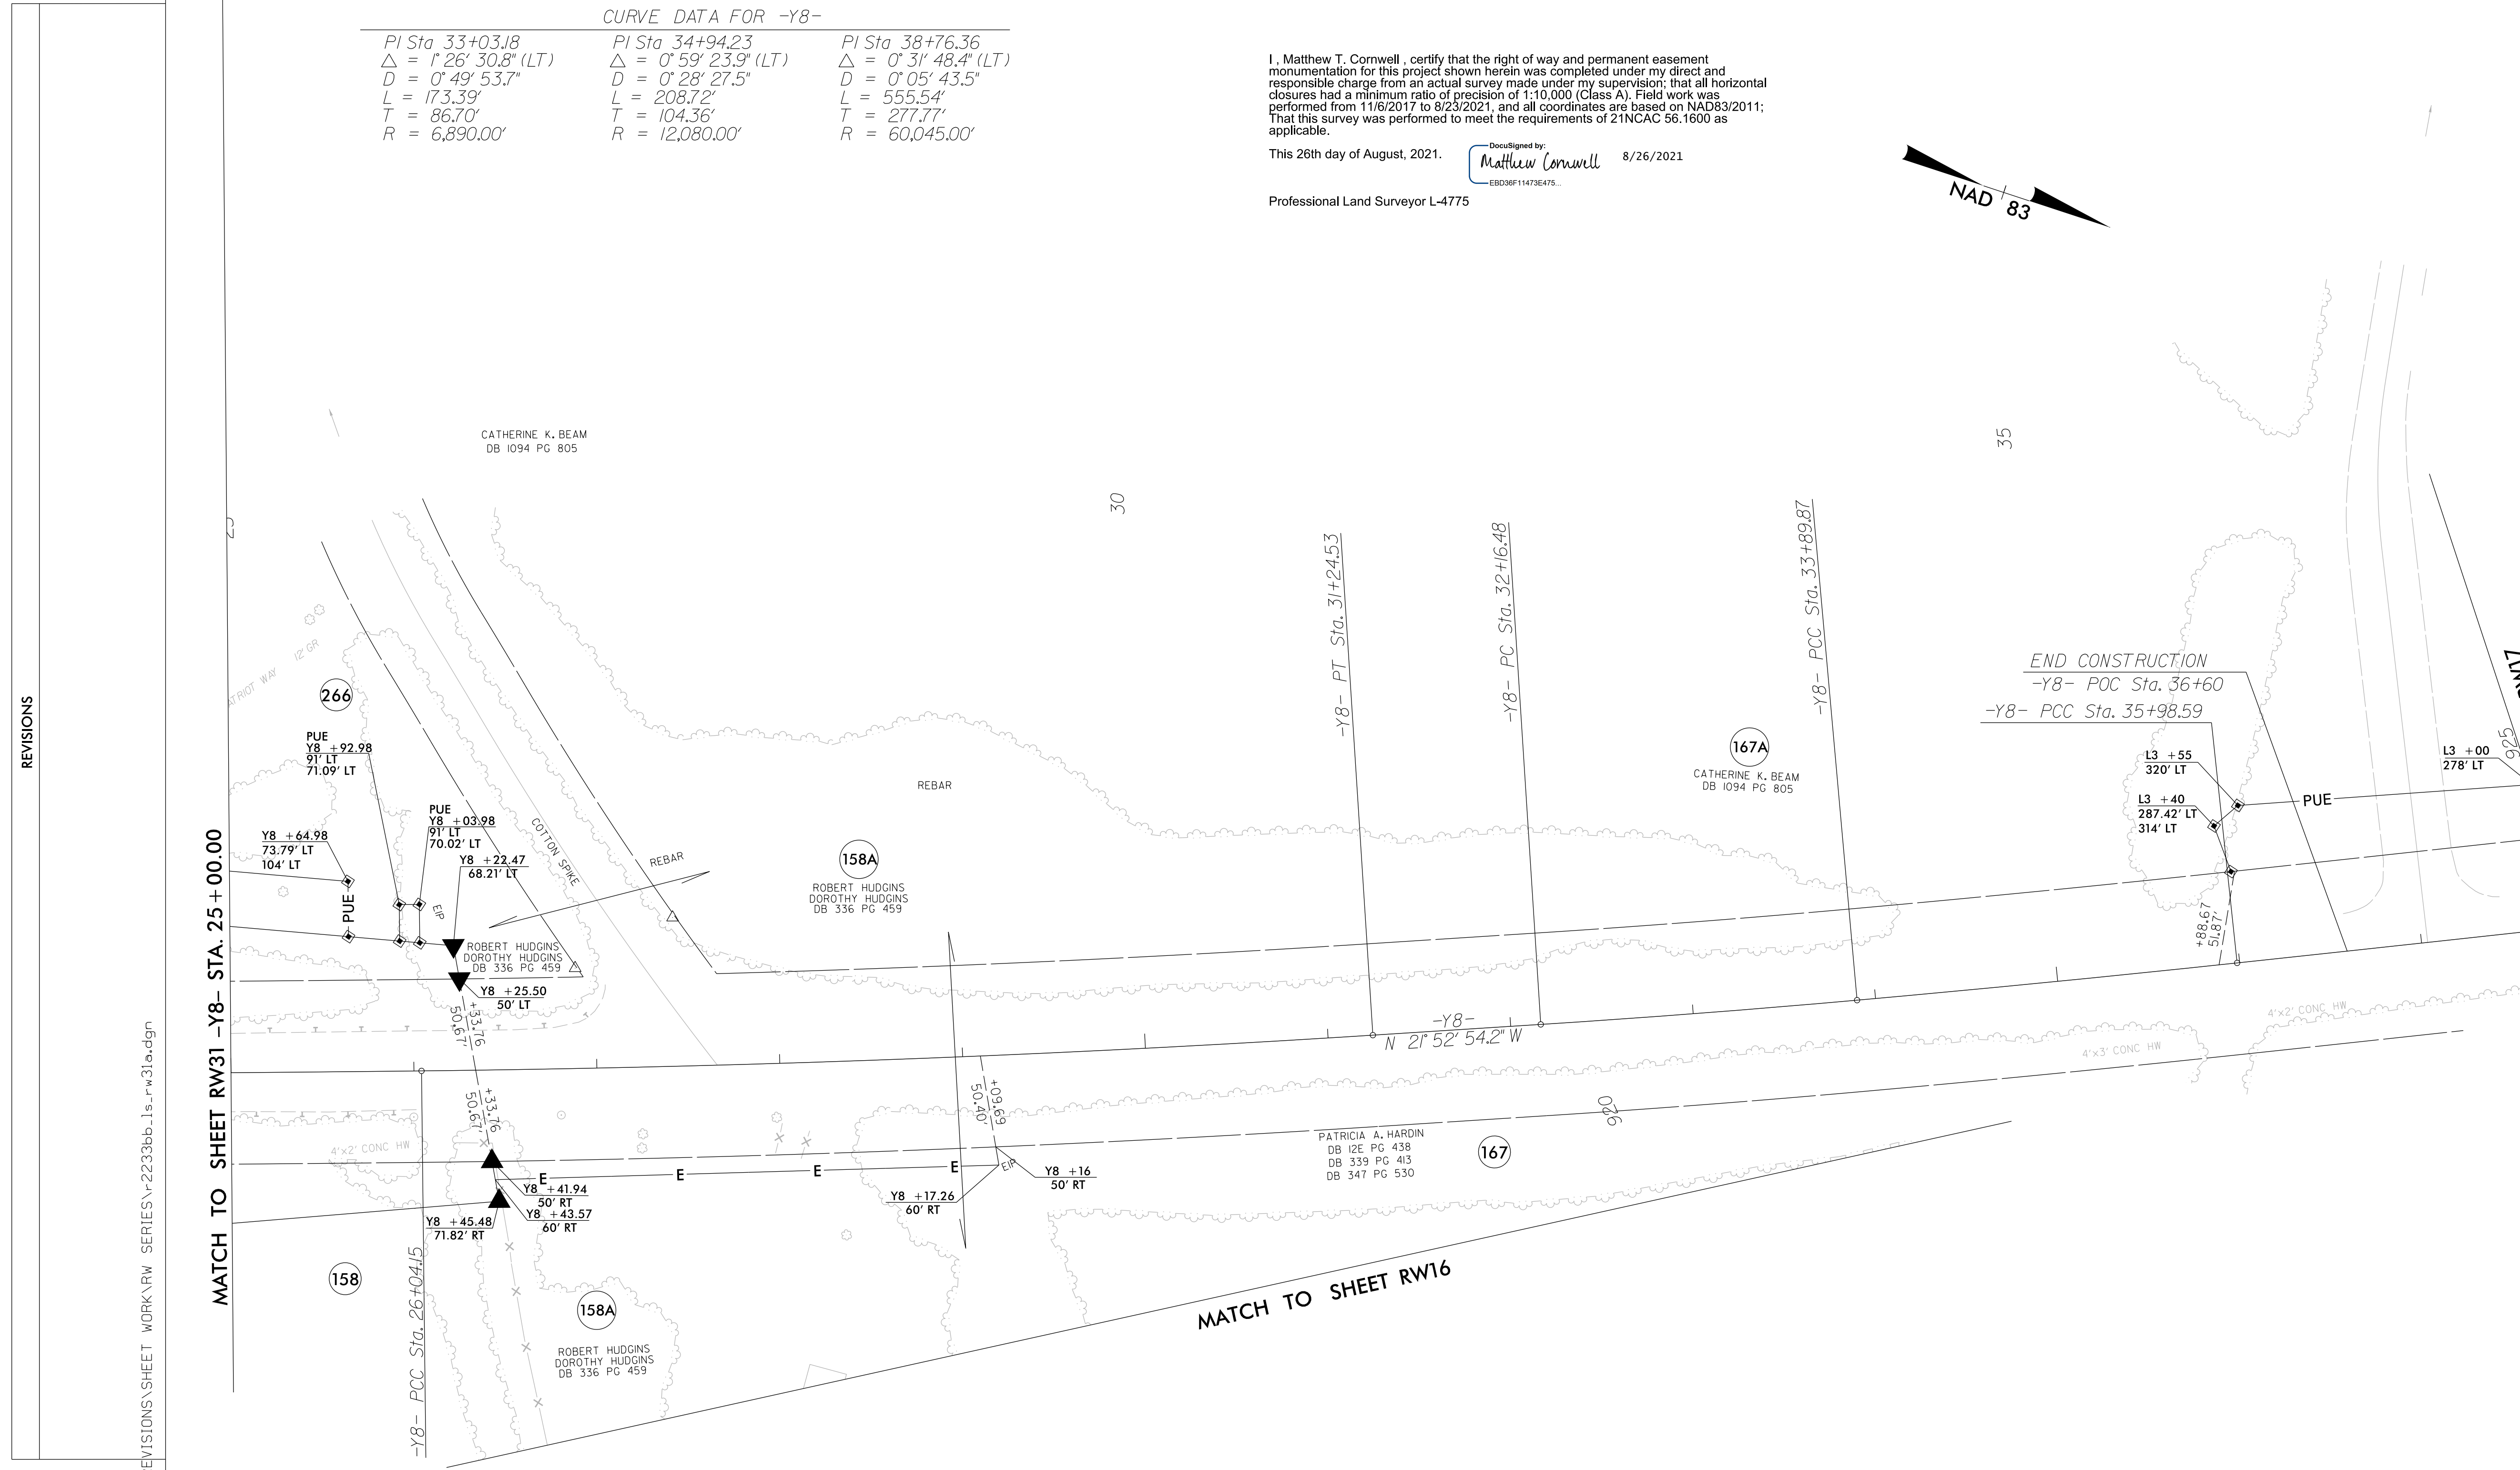 REVISIONS
EVISIONS\SHEET WORK\RW SERIES\r2233bb_ls_rw31a.dgn
CURVE DATA FOR -Y8-
PI Sta 33+03.18
△ = 1° 26' 30.8" (LT)
D = 0° 49' 53.7"
L = 173.39'
T = 86.70'
R = 6,890.00'
PI Sta 34+94.23
△ = 0° 59' 23.9" (LT)
D = 0° 28' 27.5"
L = 208.72'
T = 104.36'
R = 12,080.00'
PI Sta 38+76.36
△ = 0° 31' 48.4" (LT)
D = 0° 05' 43.5"
L = 555.54'
T = 277.77'
R = 60,045.00'
I , Matthew T. Cornwell , certify that the right of way and permanent easement
monumentation for this project shown herein was completed under my direct and
responsible charge from an actual survey made under my supervision; that all horizontal
closures had a minimum ratio of precision of 1:10,000 (Class A). Field work was
performed from 11/6/2017 to 8/23/2021, and all coordinates are based on NAD83/2011;
That this survey was performed to meet the requirements of 21NCAC 56.1600 as
applicable.
This 26th day of August, 2021.
DocuSigned by:
Matthew Cornwell
EBD36F11473E475...
8/26/2021
Professional Land Surveyor L-4775
NAD 83
CATHERINE K. BEAM
DB 1094 PG 805
30
35
-Y8- PT Sta. 31+24.53
-Y8- PC Sta. 32+16.48
-Y8- PCC Sta. 33+89.87
END CONSTRUCTION
-Y8- POC Sta. 36+60
-Y8- PCC Sta. 35+98.59
12' GR
266
PUE
Y8 +92.98
91' LT
71.09' LT
PUE
Y8 +03.98
91' LT
70.02' LT
Y8 +64.98
73.79' LT
104' LT
Y8 +22.47
68.21' LT
COTTON SPIKE
REBAR
REBAR
PUE
EIP
ROBERT HUDGINS
DOROTHY HUDGINS
DB 336 PG 459
Y8 +25.50
50' LT
+33.76
50.67'
158A
ROBERT HUDGINS
DOROTHY HUDGINS
DB 336 PG 459
167A
CATHERINE K. BEAM
DB 1094 PG 805
L3 +55
320' LT
L3 +40
287.42' LT
314' LT
PUE
L3 +00
278' LT
925
+88.67
51.87'
MATCH TO SHEET RW31 -Y8- STA. 25+00.00
-Y8-
N 21° 52' 54.2" W
4'x2' CONC HW
4'x3' CONC HW
4'x2' CONC HW
+33.76
50.67'
+09.69
50.40'
E
E
E
E
EIP
Y8 +41.94
50' RT
Y8 +43.57
60' RT
Y8 +45.48
71.82' RT
Y8 +17.26
60' RT
Y8 +16
50' RT
PATRICIA A. HARDIN
DB 12E PG 438
DB 339 PG 413
DB 347 PG 530
167
920
158
-Y8- PCC Sta. 26+04.15
158A
ROBERT HUDGINS
DOROTHY HUDGINS
DB 336 PG 459
MATCH TO SHEET RW16